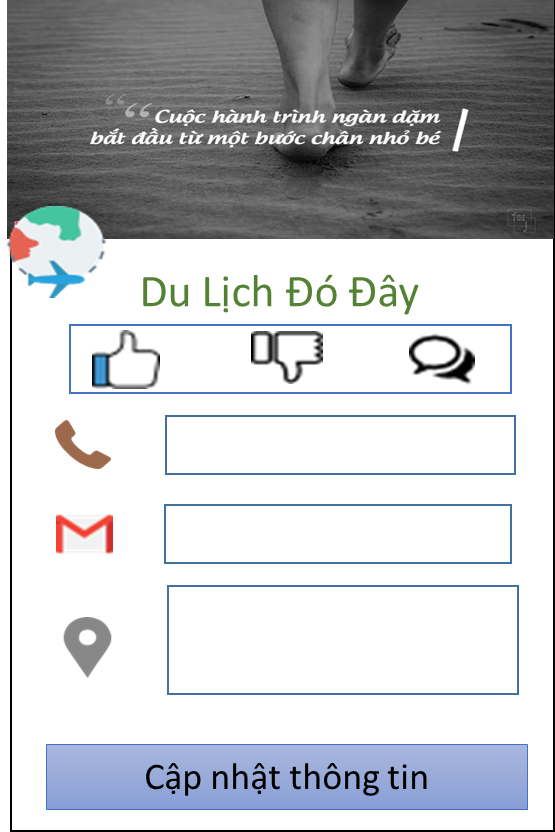 Cuộc hành trình ngàn dặm
bắt đầu từ một bước chân nhỏ bé
Du Lịch Đó Đây
Cập nhật thông tin